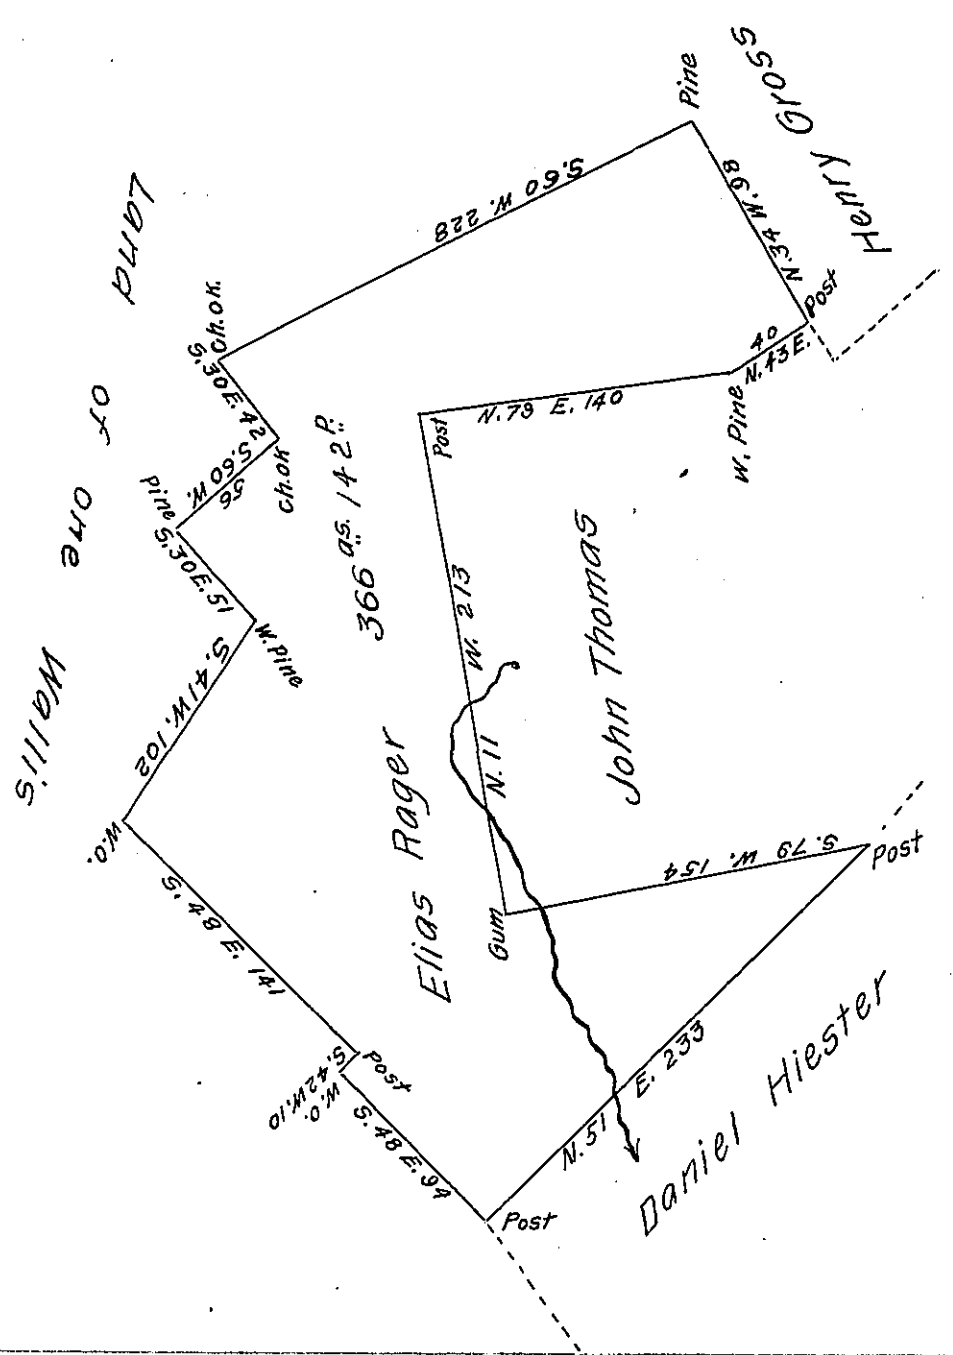 Land of one Wallis
Henry Gross
Pine
S. 60 W. 228
N. 34 W. 98
Post
N. 43 E. 40
W. Pine
N. 79 E. 140
Post
Ch. ok.
S. 30 E. 42
Ch. ok
S. 60 W. 56
Pine
S. 30 E. 51
W. Pine
S. 41 W. 102
W.O.
S. 48 E. 141
Post
S. 42 W. 10
W.O.
S. 48 E. 94
Post
N. 51 E. 233
Post
S. 79 W. 154
Gum
N. 11 W. 213
Elias Rager 366 as. 142 P.
John Thomas
Daniel Hiester